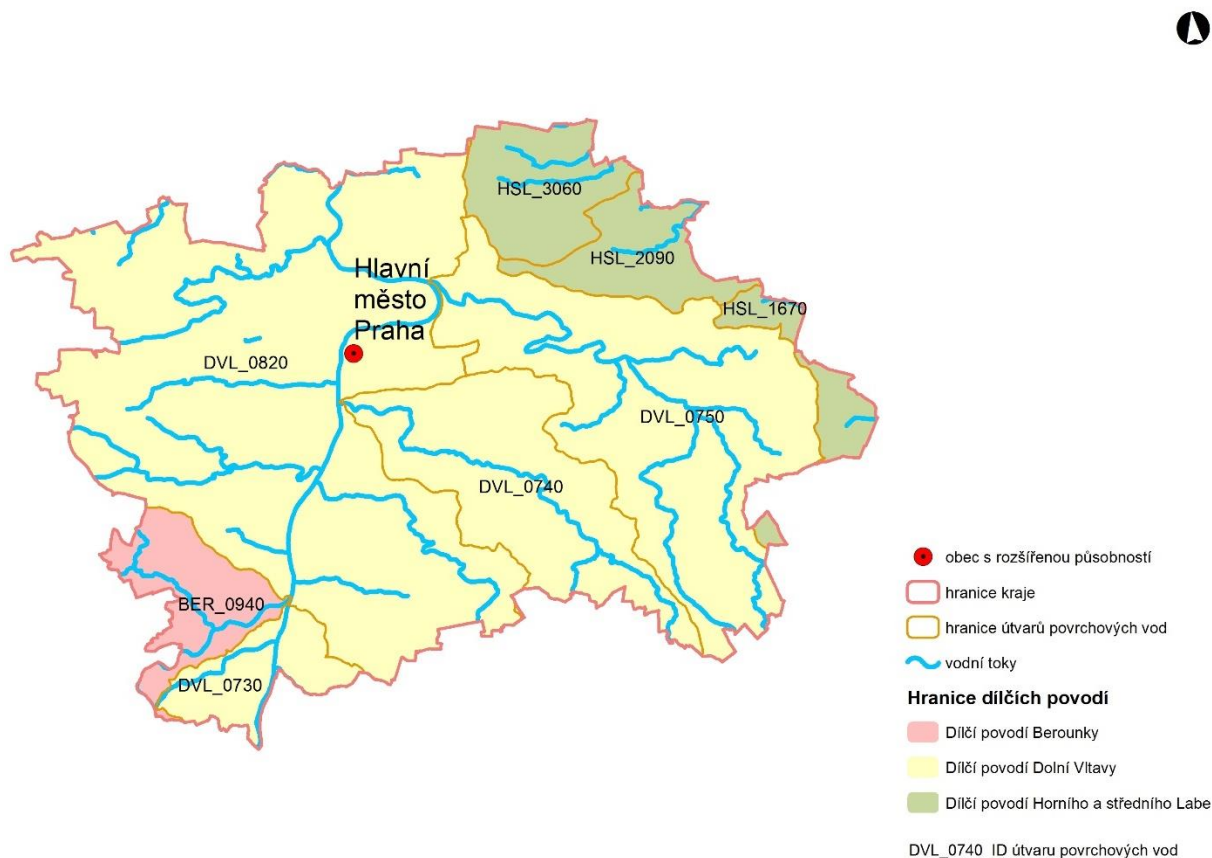 HSL_3060
HSL_2090
Hlavní
město
Praha
HSL_1670
DVL_0820
DVL_0750
DVL_0740
BER_0940
DVL_0730
obec s rozšířenou působností
hranice kraje
hranice útvarů povrchových vod
vodní toky
Hranice dílčích povodí
Dílčí povodí Berounky
Dílčí povodí Dolní Vltavy
Dílčí povodí Horního a středního Labe
DVL_0740 ID útvaru povrchových vod